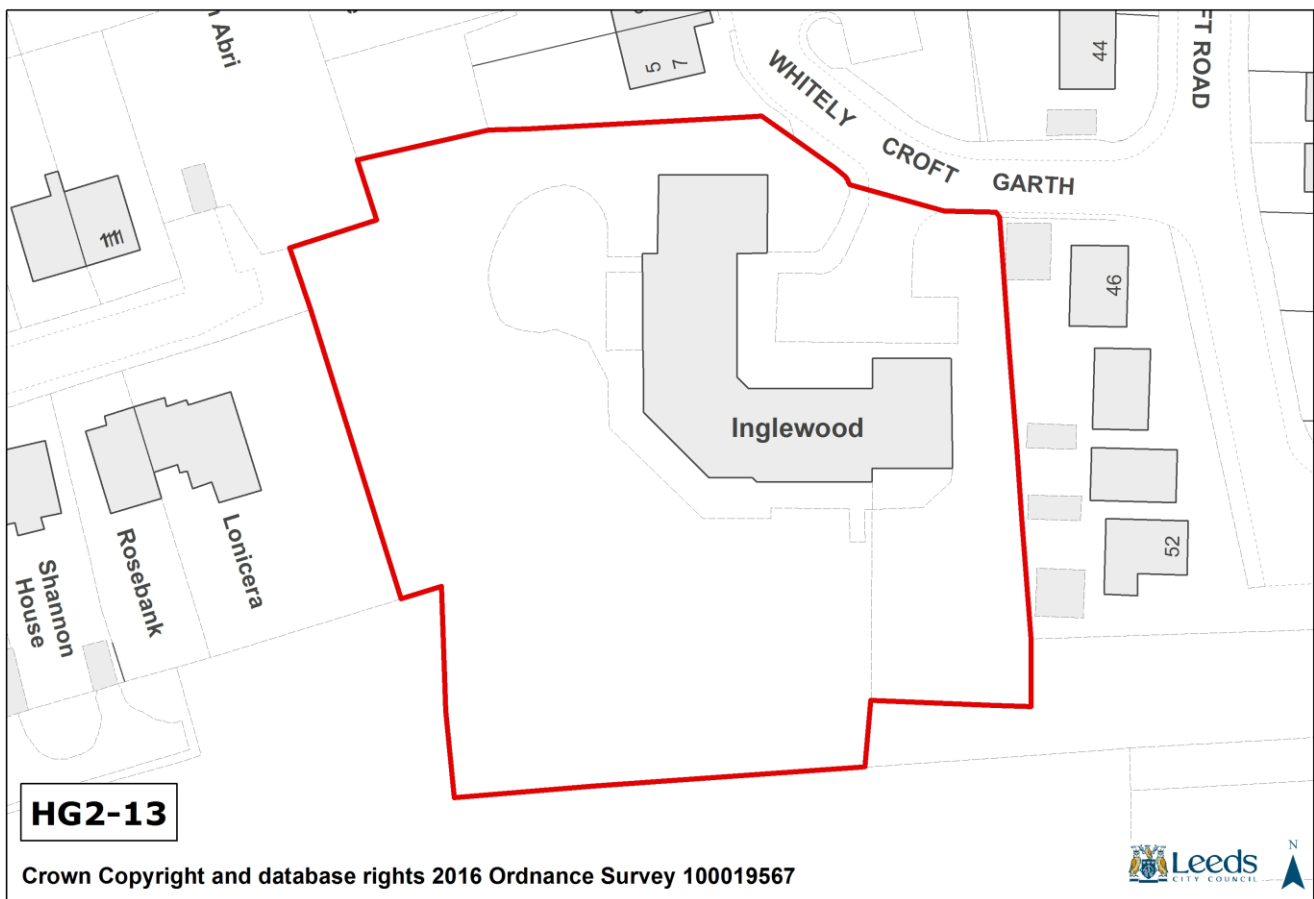 n Abri
5
7
44
FT ROAD
WHITELY
CROFT
GARTH
46
Inglewood
52
Lonicera
Rosebank
Shannon
House
HG2-13
Crown Copyright and database rights 2016 Ordnance Survey 100019567
Leeds
CITY COUNCIL
N